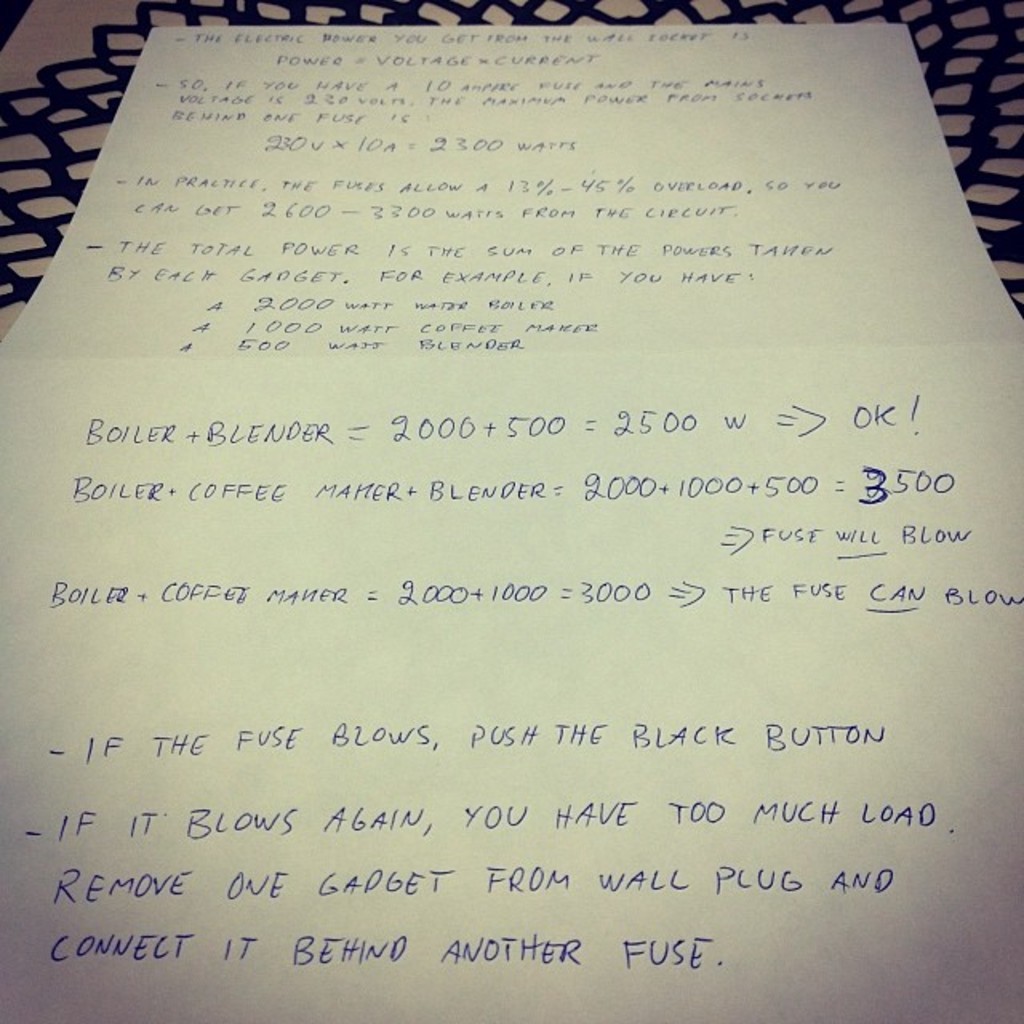 - THE ELECTRIC POWER YOU GET FROM THE WALL SOCKET IS
POWER = VOLTAGE × CURRENT
- SO, IF YOU HAVE A 10 AMPERE FUSE AND THE MAINS
VOLTAGE IS 230 VOLTS, THE MAXIMUM POWER FROM SOCKETS
BEHIND ONE FUSE IS:
230 V × 10A = 2300 WATTS
- IN PRACTICE, THE FUSES ALLOW A 13%-45% OVERLOAD, SO YOU
CAN GET 2600 - 3300 WATTS FROM THE CIRCUIT.
- THE TOTAL POWER IS THE SUM OF THE POWERS TAKEN
BY EACH GADGET. FOR EXAMPLE, IF YOU HAVE:
A 2000 WATT WATER BOILER
A 1000 WATT COFFEE MAKER
A 500 WATT BLENDER
BOILER + BLENDER = 2000 + 500 = 2500 W => OK!
BOILER + COFFEE MAKER + BLENDER = 2000 + 1000 + 500 = 3500
=> FUSE WILL BLOW
BOILER + COFFEE MAKER = 2000 + 1000 = 3000 => THE FUSE CAN BLOW
- IF THE FUSE BLOWS, PUSH THE BLACK BUTTON
- IF IT BLOWS AGAIN, YOU HAVE TOO MUCH LOAD.
REMOVE ONE GADGET FROM WALL PLUG AND
CONNECT IT BEHIND ANOTHER FUSE.